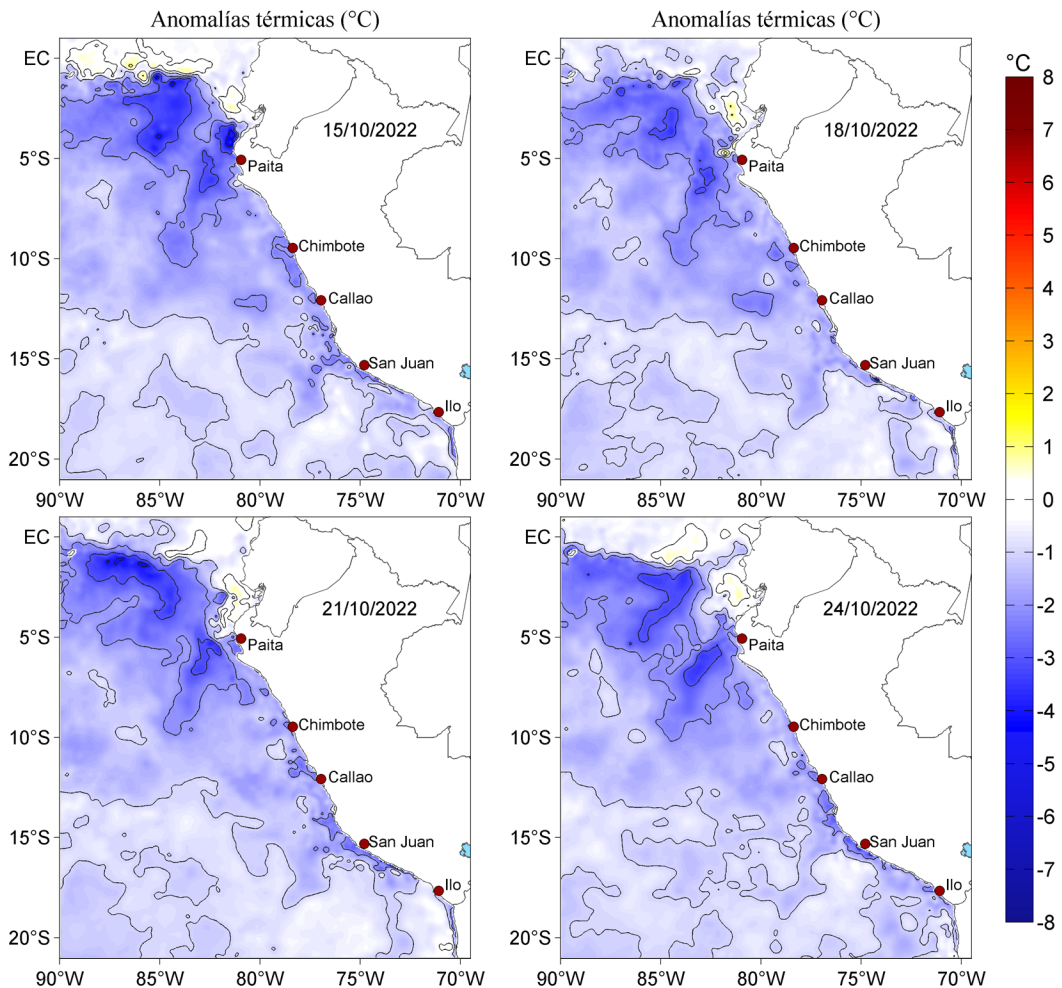 Anomalías térmicas (°C)
Anomalías térmicas (°C)
EC
5°S
10°S
15°S
20°S
90°W
85°W
80°W
75°W
70°W
15/10/2022
Paita
Chimbote
Callao
San Juan
Ilo
EC
5°S
10°S
15°S
20°S
90°W
85°W
80°W
75°W
70°W
18/10/2022
Paita
Chimbote
Callao
San Juan
Ilo
EC
5°S
10°S
15°S
20°S
90°W
85°W
80°W
75°W
70°W
21/10/2022
Paita
Chimbote
Callao
San Juan
Ilo
EC
5°S
10°S
15°S
20°S
90°W
85°W
80°W
75°W
70°W
24/10/2022
Paita
Chimbote
Callao
San Juan
Ilo
°C
8
7
6
5
4
3
2
1
0
-1
-2
-3
-4
-5
-6
-7
-8